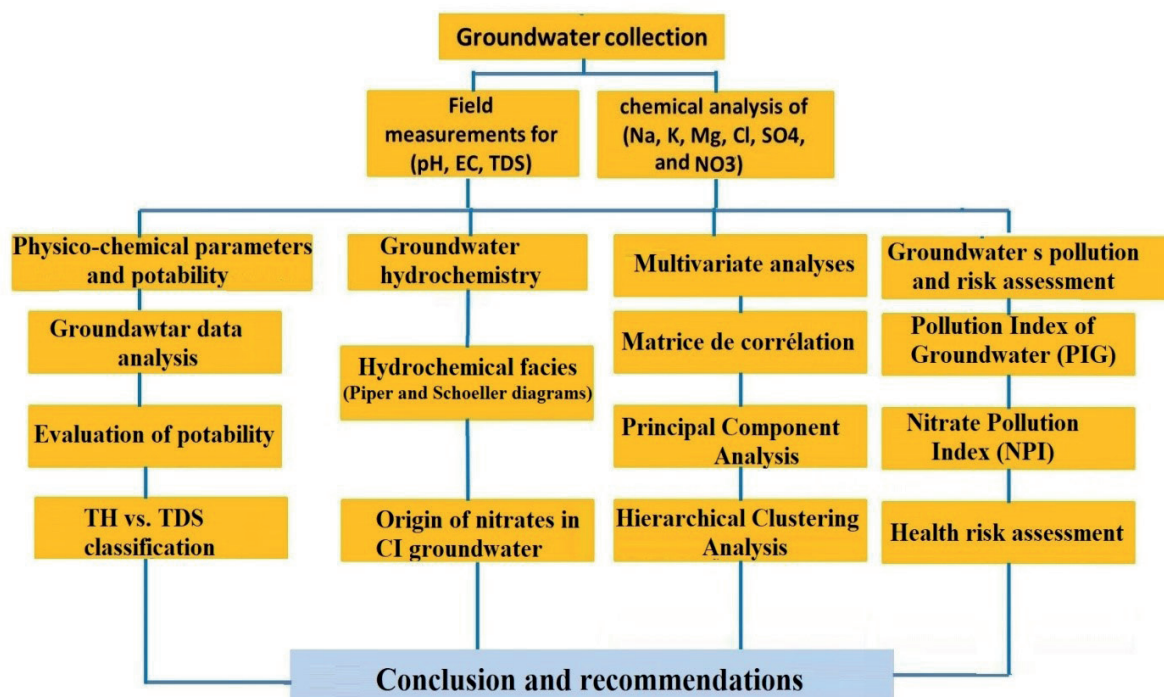 Groundwater collection
Field
measurements for
(pH, EC, TDS)
chemical analysis of
(Na, K, Mg, Cl, SO4,
and NO3)
Physico-chemical parameters
and potability
Groundawtar data
analysis
Evaluation of potability
TH vs. TDS
classification
Groundwater
hydrochemistry
Hydrochemical facies
(Piper and Schoeller diagrams)
Origin of nitrates in
CI groundwater
Multivariate analyses
Matrice de corrélation
Principal Component
Analysis
Hierarchical Clustering
Analysis
Groundwater s pollution
and risk assessment
Pollution Index of
Groundwater (PIG)
Nitrate Pollution
Index (NPI)
Health risk assessment
Conclusion and recommendations